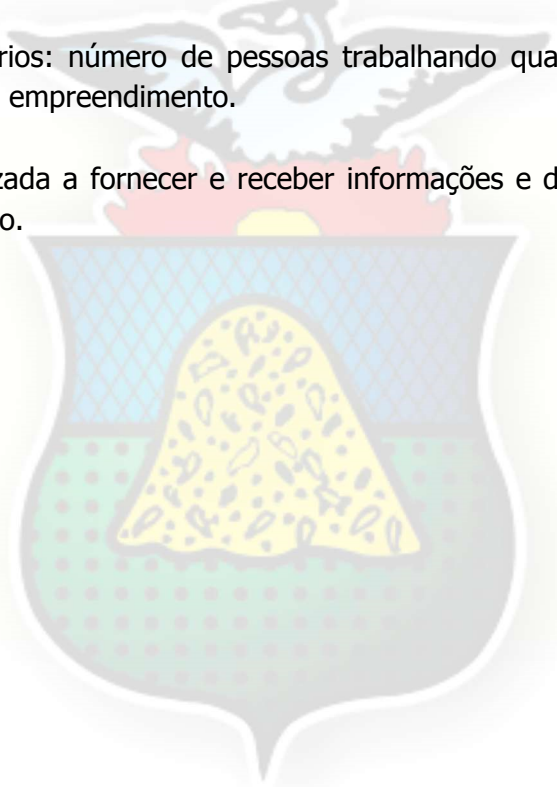 rios: número de pessoas trabalhando qua
empreendimento.
zada a fornecer e receber informações e d
o.